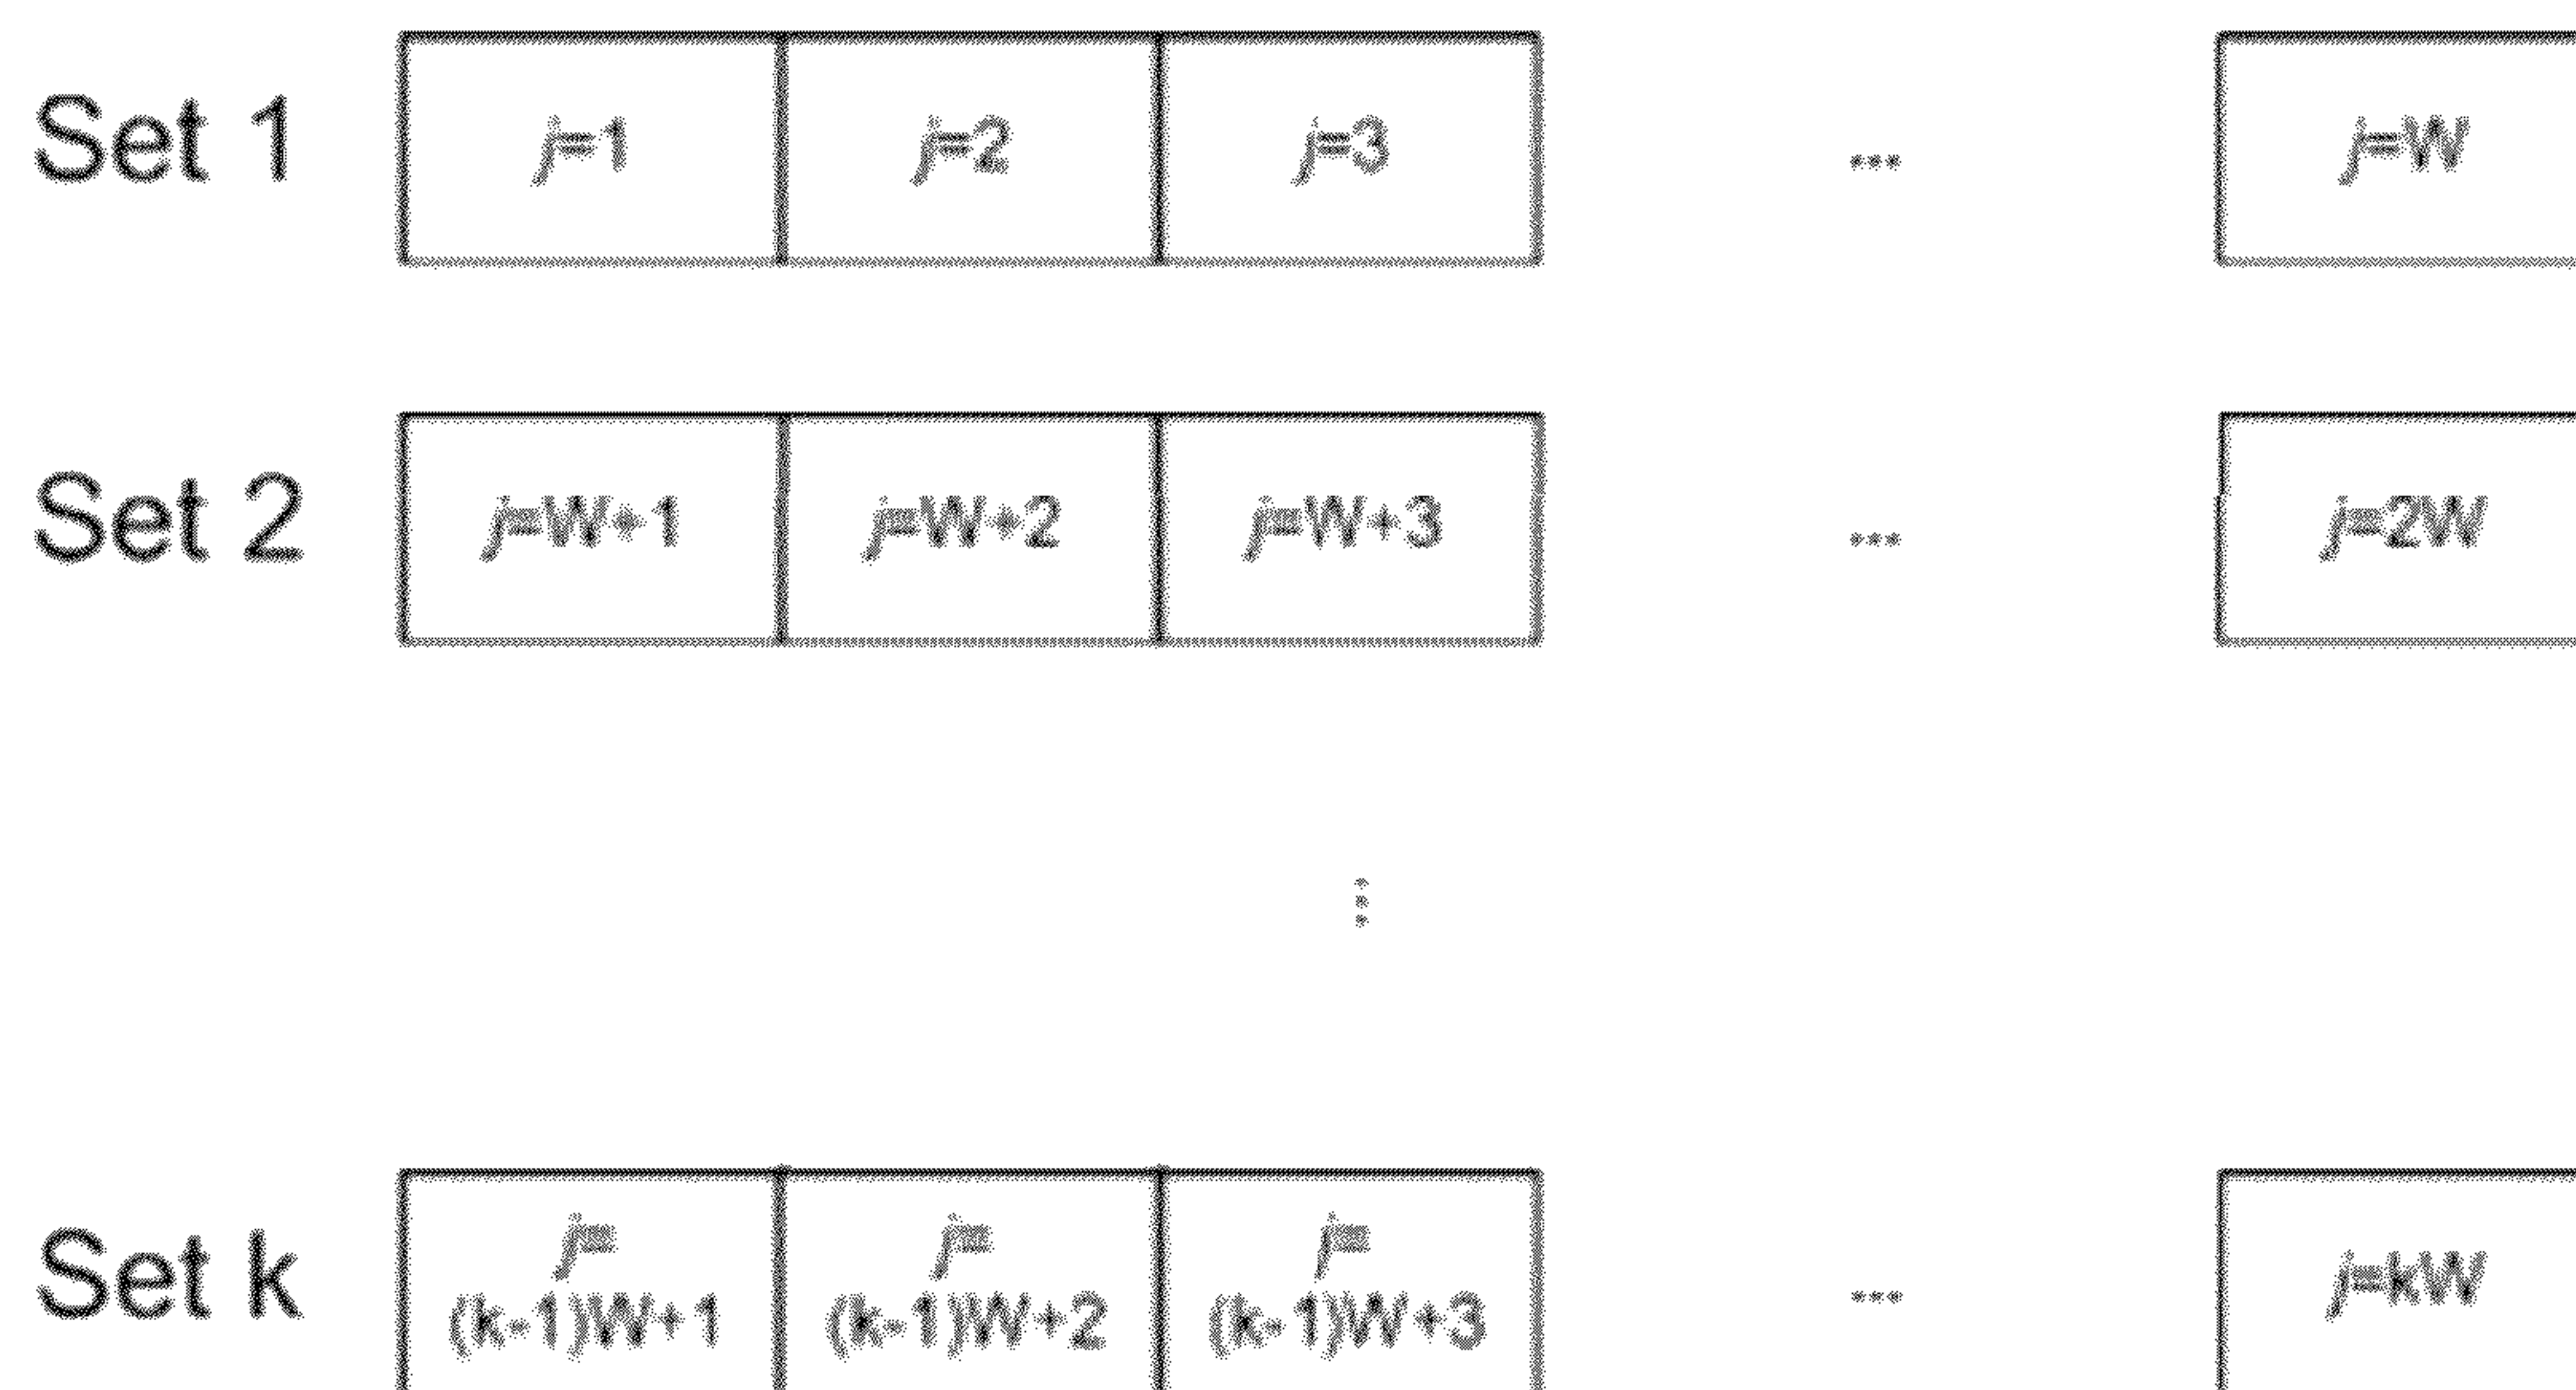 Set 1 j=1 j=2 j=3 ... j=W
Set 2 j=W+1 j=W+2 j=W+3 ... j=2W
⋮
Set k j= (k-1)W+1 j= (k-1)W+2 j= (k-1)W+3 ... j=kW